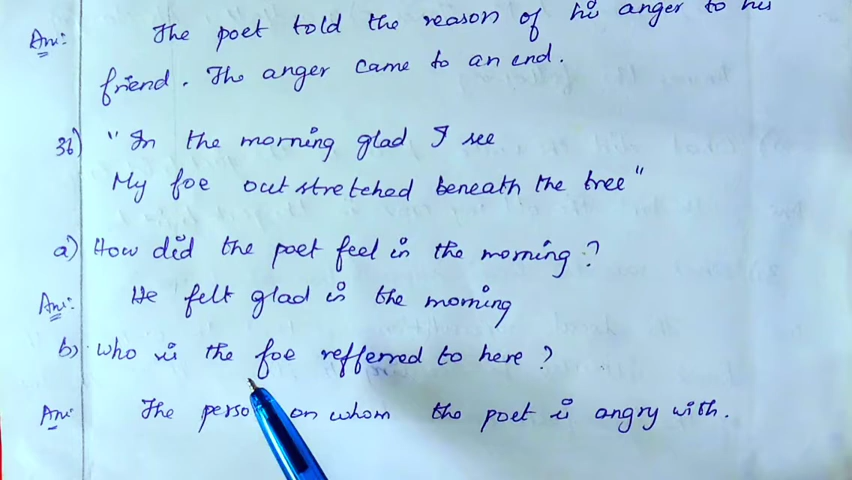 Ans: The poet told the reason of his anger to his
friend. The anger came to an end.
36) "In the morning glad I see
My foe outstretched beneath the tree"
a) How did the poet feel in the morning?
Ans: He felt glad in the morning
b) Who is the foe refferred to here?
Ans: The person on whom the poet is angry with.